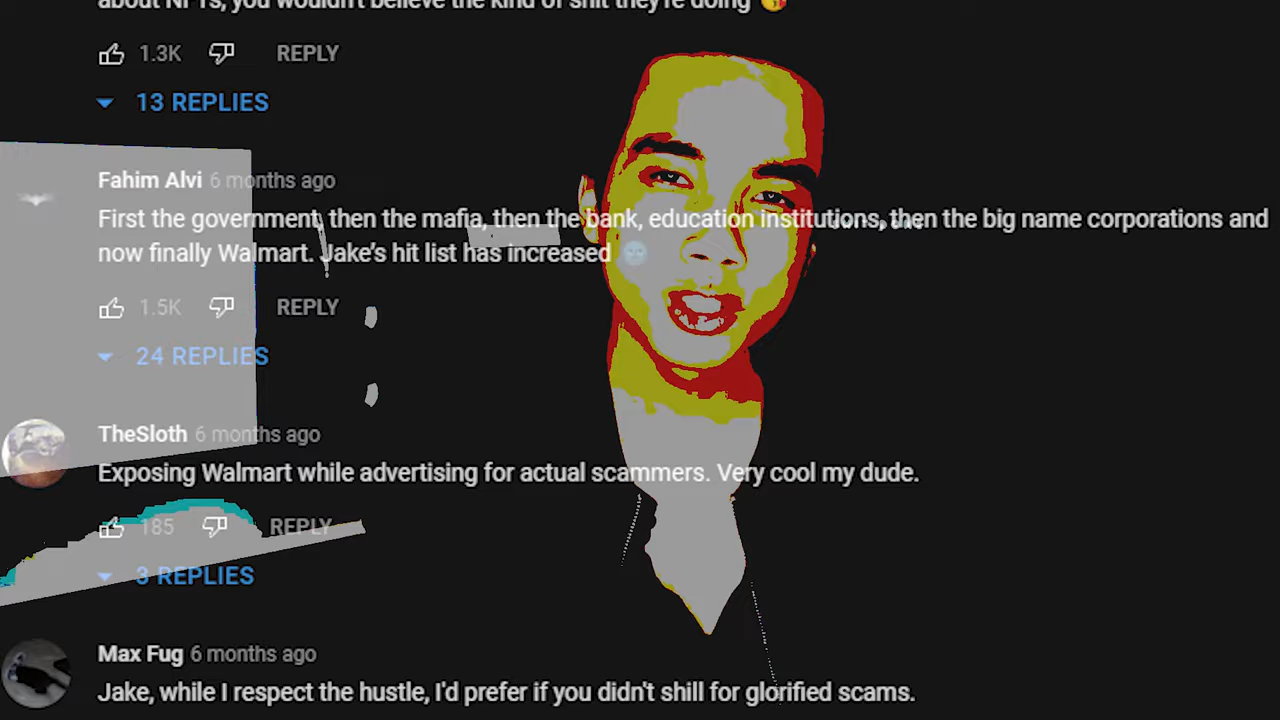 about NFTs, you wouldn't believe the kind of shit they're doing 😘
1.3K REPLY
13 REPLIES
Fahim Alvi 6 months ago
First the government, then the mafia, then the bank, education institutions, then the big name corporations and
now finally Walmart. Jake's hit list has increased 🌚
1.5K REPLY
24 REPLIES
TheSloth 6 months ago
Exposing Walmart while advertising for actual scammers. Very cool my dude.
185 REPLY
3 REPLIES
Max Fug 6 months ago
Jake, while I respect the hustle, I'd prefer if you didn't shill for glorified scams.